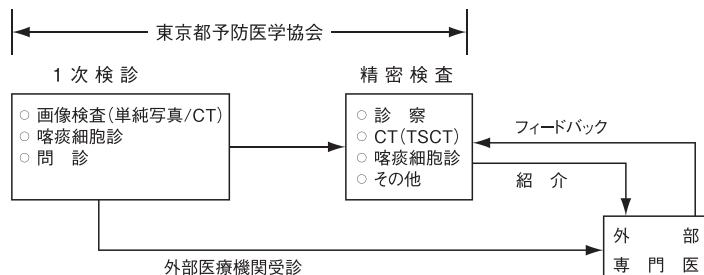 東京都予防医学協会
1次検診
精密検査
○ 画像検査(単純写真/CT)
○ 喀痰細胞診
○ 問　診
○ 診　察
○ CT(TSCT)
○ 喀痰細胞診
○ その他
フィードバック
紹　介
外　部
専門医
外部医療機関受診